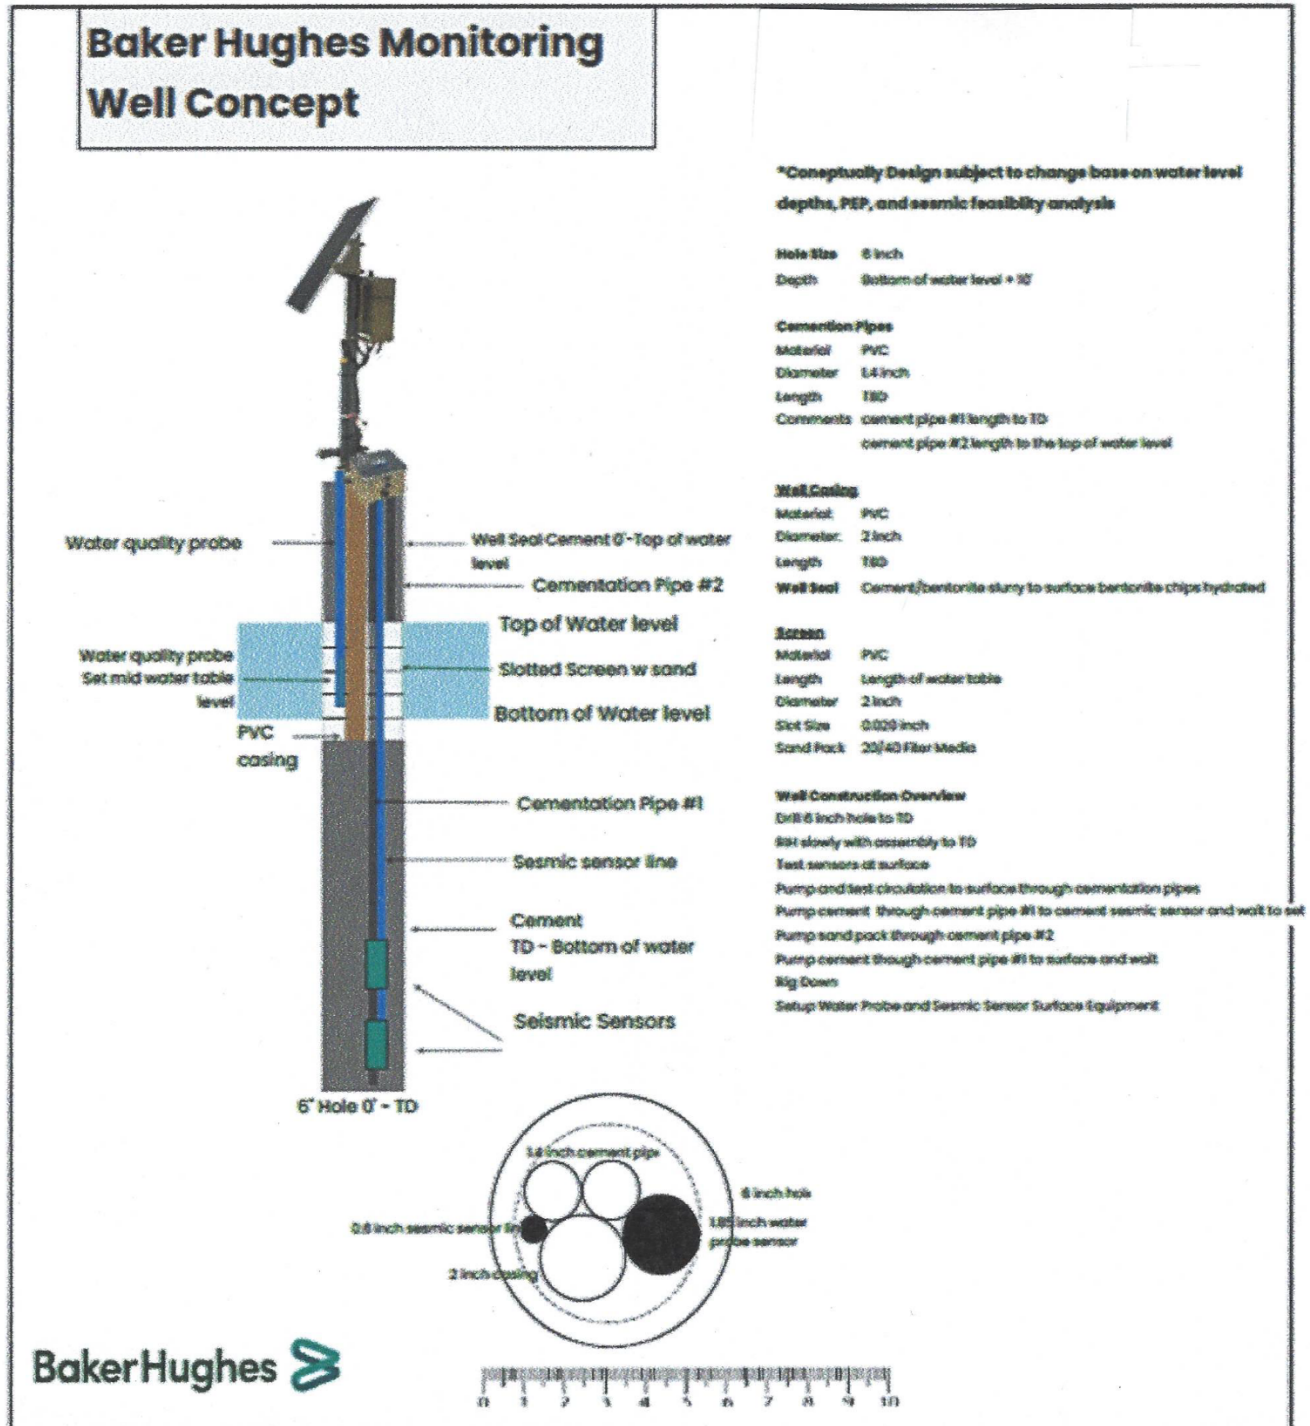 Baker Hughes Monitoring
Well Concept
*Coneptually Design subject to change base on water level
depths, PEP, and sesmic feasiblity analysis
Hole Size 6 inch
Depth Bottom of water level + 10'
Cemention Pipes
Material PVC
Diameter 1.4 inch
Length TBD
Comments cement pipe #1 length to TD
cement pipe #2 length to the top of water level
Well Casing
Material: PVC
Diameter: 2 inch
Length TBD
Well Seal Cement/bentonite slurry to surface bentonite chips hydrated
Screen
Material PVC
Length Length of water table
Diameter 2 inch
Slot Size 0.029 inch
Sand Pack 20/40 Filter Media
Well Construction Overview
Drill 6 inch hole to TD
RIH slowly with assembly to TD
Test sensors at surface
Pump and test circulation to surface through cementation pipes
Pump cement through cement pipe #1 to cement sesmic sensor and wait to set
Pump sand pack through cement pipe #2
Pump cement though cement pipe #1 to surface and wait
Rig Down
Setup Water Probe and Sesmic Sensor Surface Equipment
Water quality probe
Well Seal Cement 0'-Top of water
level
Cementation Pipe #2
Top of Water level
Water quality probe
Set mid water table
level
Slotted Screen w sand
Bottom of Water level
PVC
casing
Cementation Pipe #1
Sesmic sensor line
Cement
TD - Bottom of water
level
Seismic Sensors
6" Hole 0' - TD
1.4 inch cement pipe
6 inch hole
0.6 inch sesmic sensor line
1.85 inch water
probe sensor
2 inch casing
Baker Hughes
0 1 2 3 4 5 6 7 8 9 10